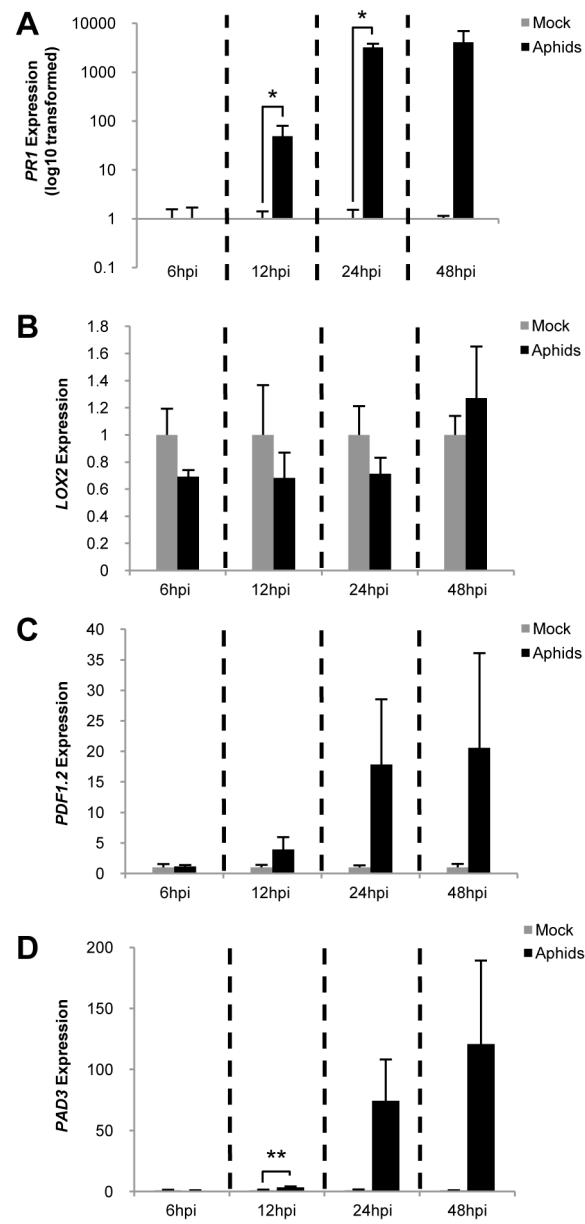 A
PR1 Expression
(log10 transformed)
10000
1000
100
10
1
0.1
*
*
Mock
Aphids
6hpi 12hpi 24hpi 48hpi
B
LOX2 Expression
1.8
1.6
1.4
1.2
1
0.8
0.6
0.4
0.2
0
Mock
Aphids
6hpi 12hpi 24hpi 48hpi
C
PDF1.2 Expression
40
35
30
25
20
15
10
5
0
Mock
Aphids
6hpi 12hpi 24hpi 48hpi
D
PAD3 Expression
200
150
100
50
0
**
Mock
Aphids
6hpi 12hpi 24hpi 48hpi